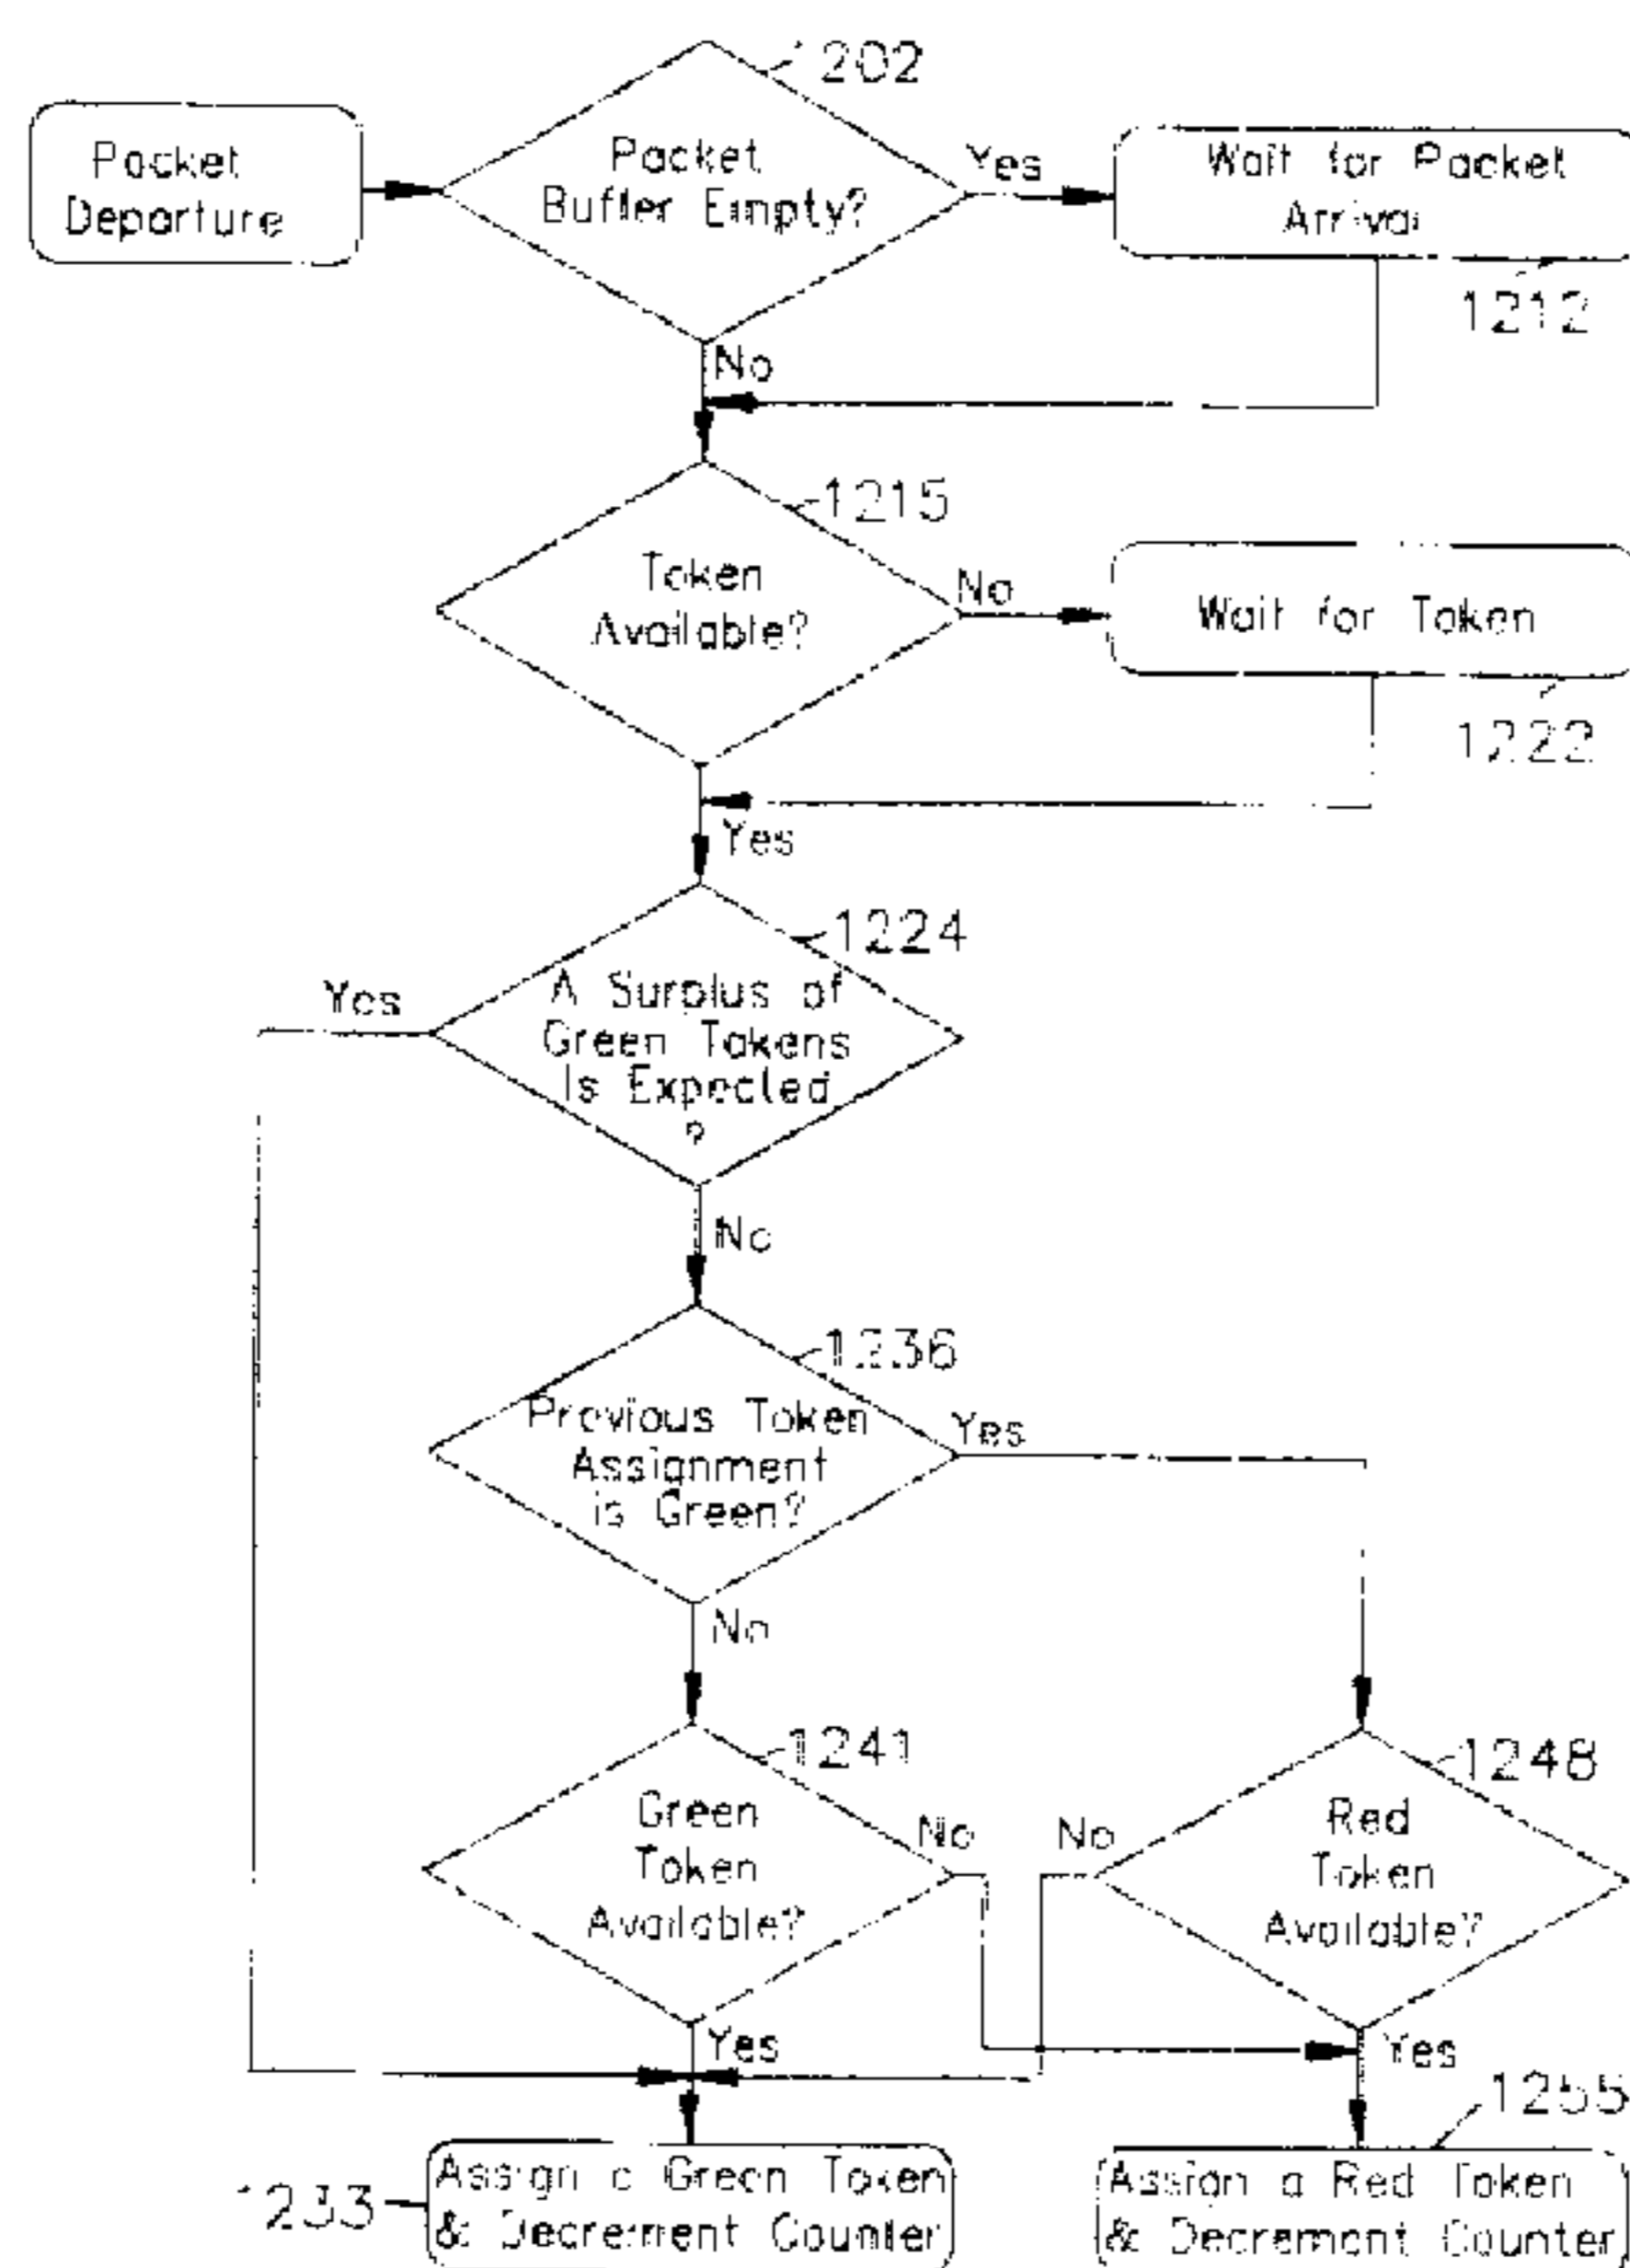 1202
Packet
Departure
Packet
Buffer Empty?
Yes
Wait for Packet
Arrival
1212
No
1215
Token
Available?
No
Wait for Token
1222
Yes
1224
Yes
A Surplus of
Green Tokens
Is Expected
?
No
1236
Previous Token
Assignment
is Green?
Yes
No
1241
1248
Green
Token
Available?
No
No
Red
Token
Available?
Yes
Yes
1255
1233
Assign a Green Token
& Decrement Counter
Assign a Red Token
& Decrement Counter